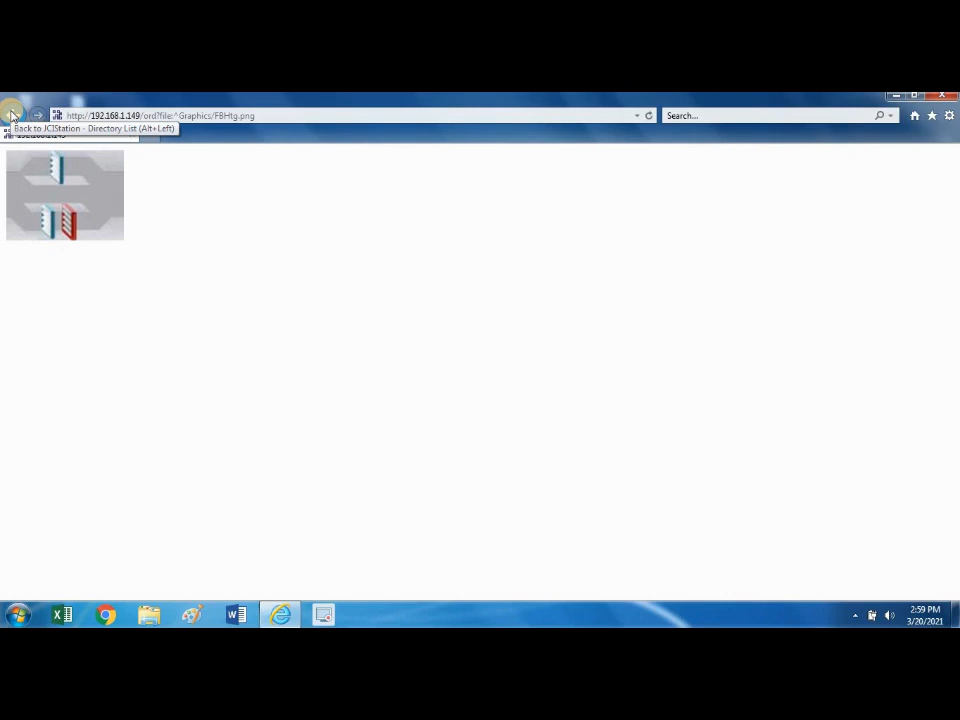 http://192.168.1.149/ord?file:^Graphics/FBHtg.png
Search...
Back to JCIStation - Directory List (Alt+Left)
2:59 PM
3/20/2021